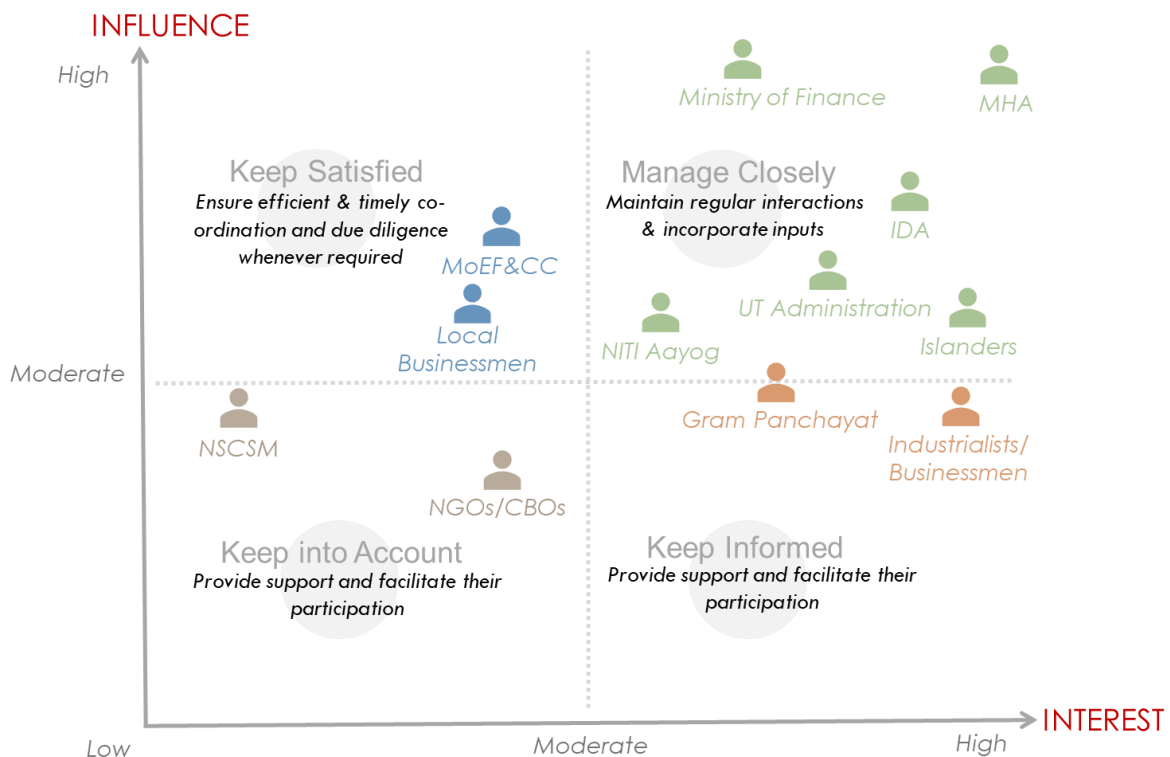 INFLUENCE
High
Ministry of Finance
MHA
Keep Satisfied
Ensure efficient & timely co-
ordination and due diligence
whenever required
Manage Closely
Maintain regular interactions
& incorporate inputs
IDA
MoEF&CC
UT Administration
Local
Businessmen
NITI Aayog
Islanders
Moderate
NSCSM
Gram Panchayat
Industrialists/
Businessmen
NGOs/CBOs
Keep into Account
Provide support and facilitate their
participation
Keep Informed
Provide support and facilitate their
participation
INTEREST
Low
Moderate
High